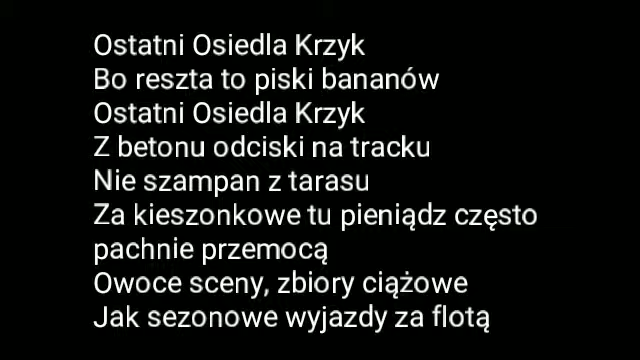 Ostatni Osiedla Krzyk
Bo reszta to piski bananów
Ostatni Osiedla Krzyk
Z betonu odciski na tracku
Nie szampan z tarasu
Za kieszonkowe tu pieniądz często
pachnie przemocą
Owoce sceny, zbiory ciążowe
Jak sezonowe wyjazdy za flotą